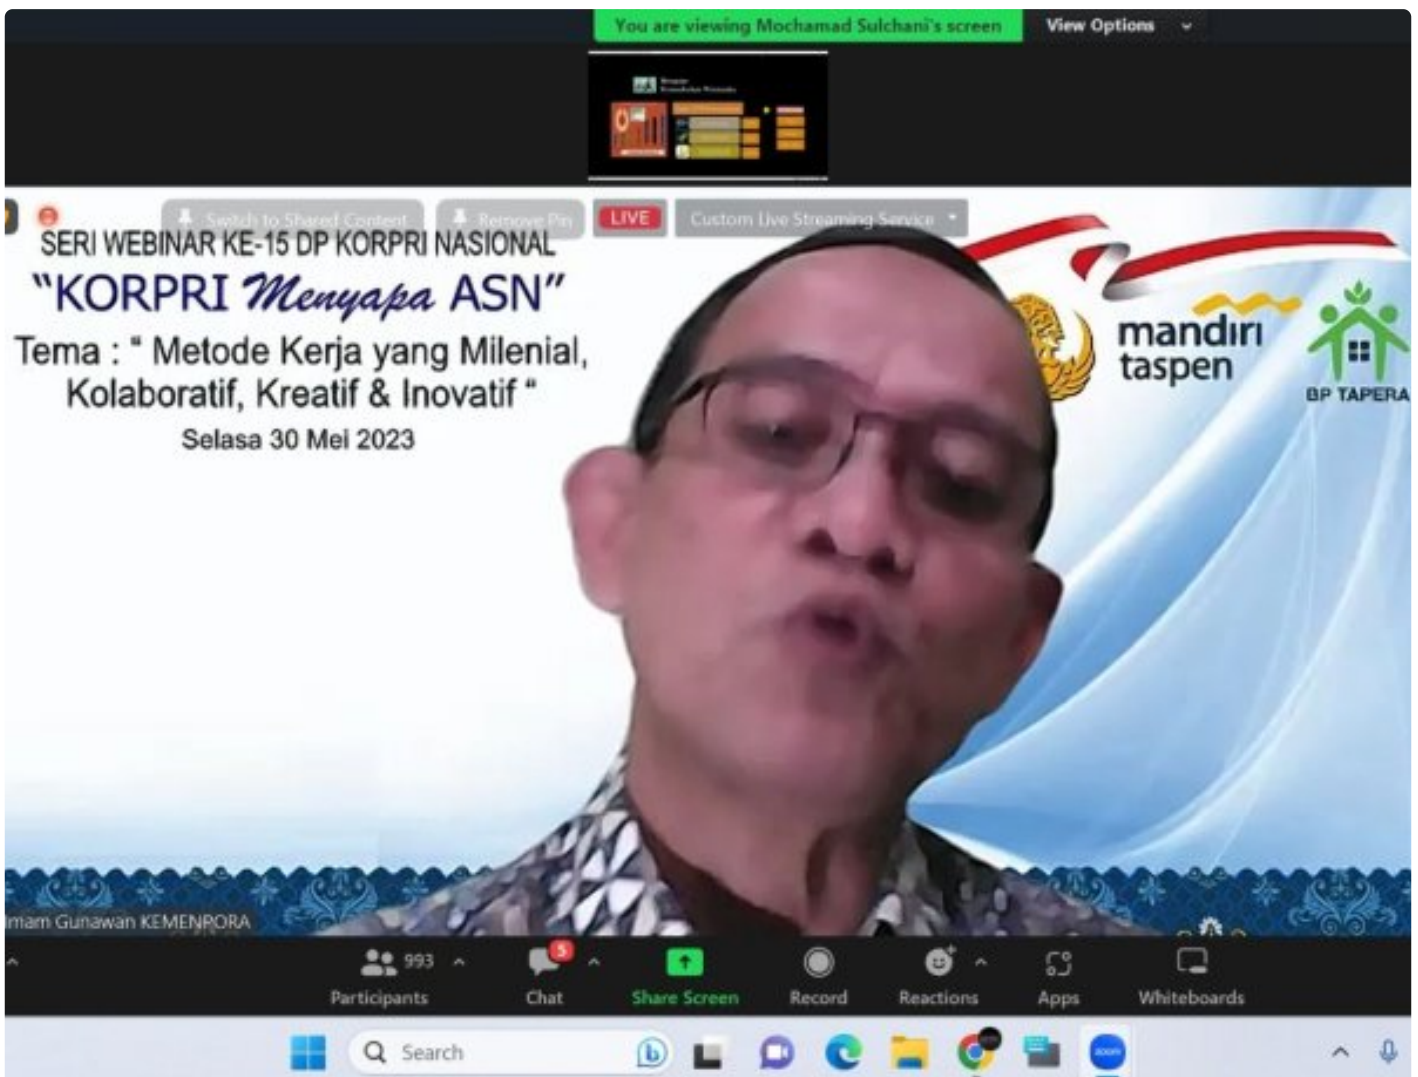 You are viewing Mochamad Sulchani's screen
View Options
Switch to Shared Content
Remove Pin
LIVE
Custom Live Streaming Service
SERI WEBINAR KE-15 DP KORPRI NASIONAL
"KORPRI Menyapa ASN"
Tema : " Metode Kerja yang Milenial,
Kolaboratif, Kreatif & Inovatif "
Selasa 30 Mei 2023
mandiri
taspen
BP TAPERA
Imam Gunawan KEMENPORA
993
5
Participants
Chat
Share Screen
Record
Reactions
Apps
Whiteboards
Search
zoom